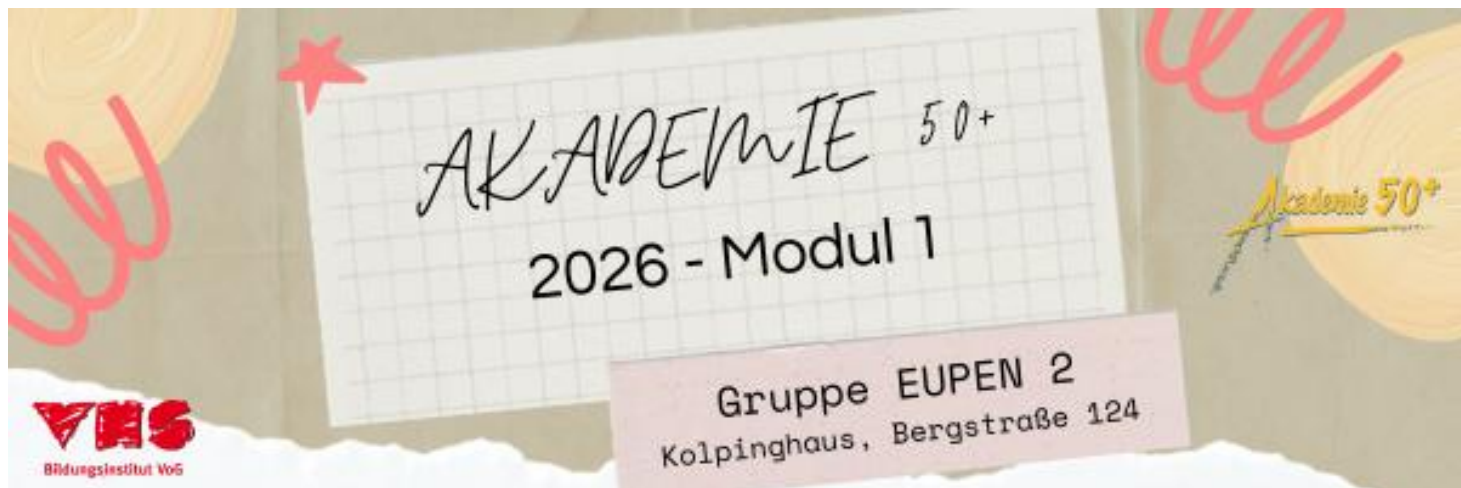 AKADEMIE 50+
2026 - Modul 1
Akademie 50+
Gruppe EUPEN 2
Kolpinghaus, Bergstraße 124
VHS
Bildungsinstitut VoG